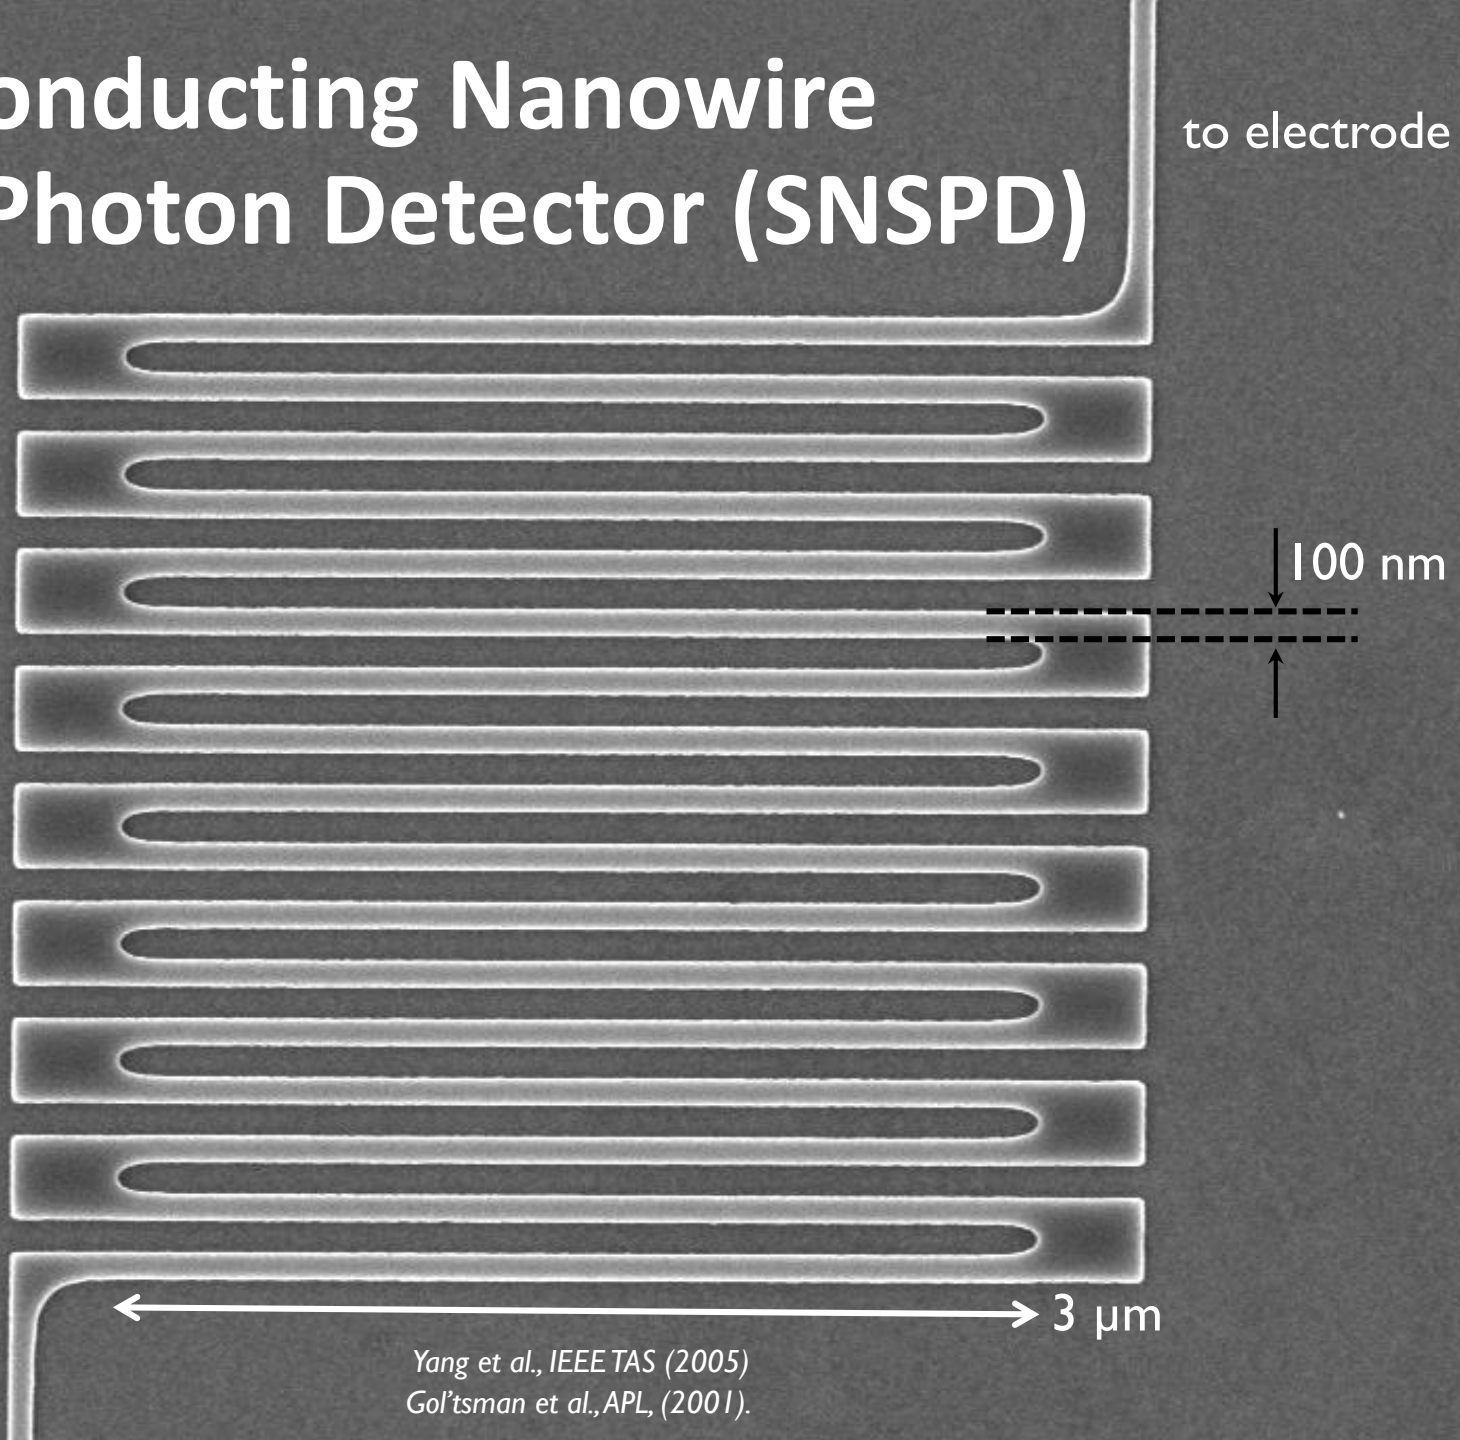 onducting Nanowire
Photon Detector (SNSPD)
to electrode
100 nm
3 µm
Yang et al., IEEE TAS (2005)
Gol'tsman et al., APL, (2001).